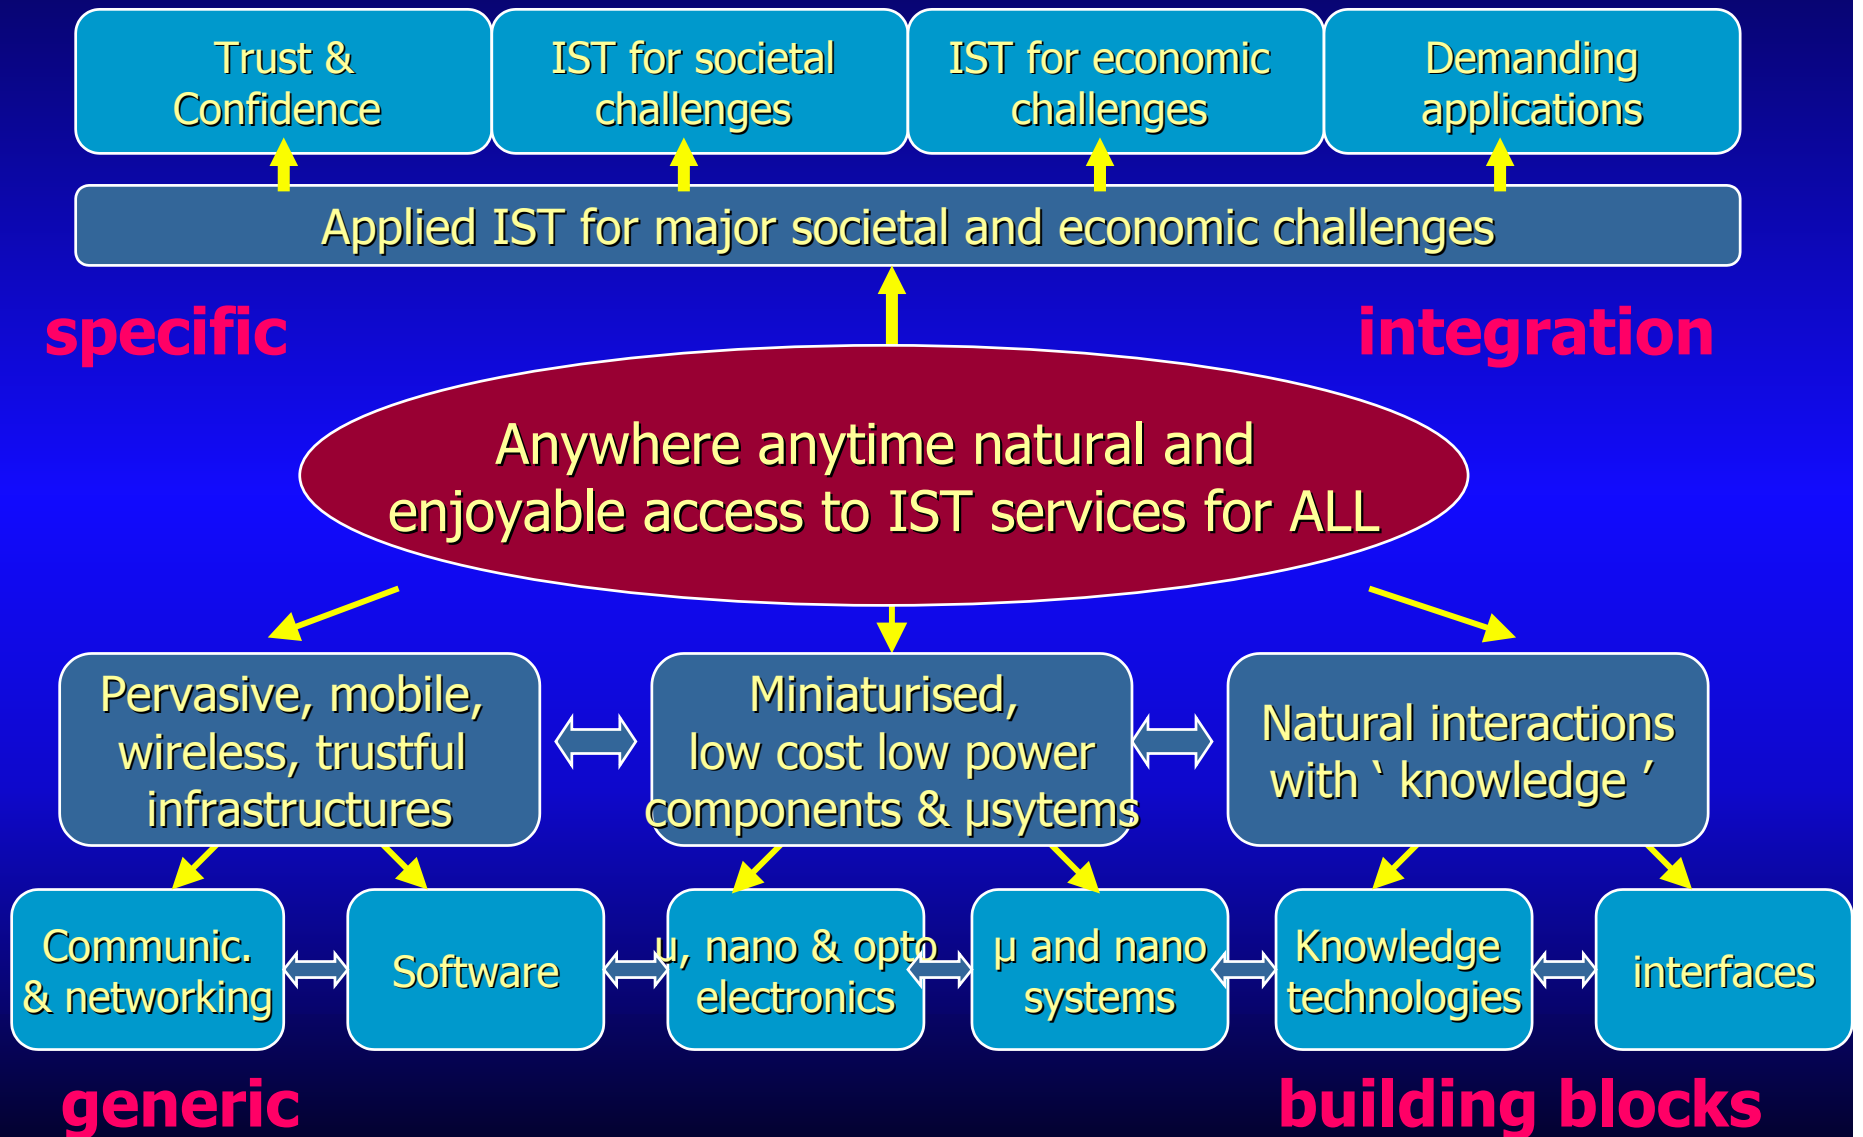 Trust &
Confidence
IST for societal
challenges
IST for economic
challenges
Demanding
applications
Applied IST for major societal and economic challenges
specific
integration
Anywhere anytime natural and
enjoyable access to IST services for ALL
Pervasive, mobile,
wireless, trustful
infrastructures
Miniaturised,
low cost low power
components & µsytems
Natural interactions
with ‘ knowledge ’
Communic.
& networking
Software
µ, nano & opto
electronics
µ and nano
systems
Knowledge
technologies
interfaces
generic
building blocks